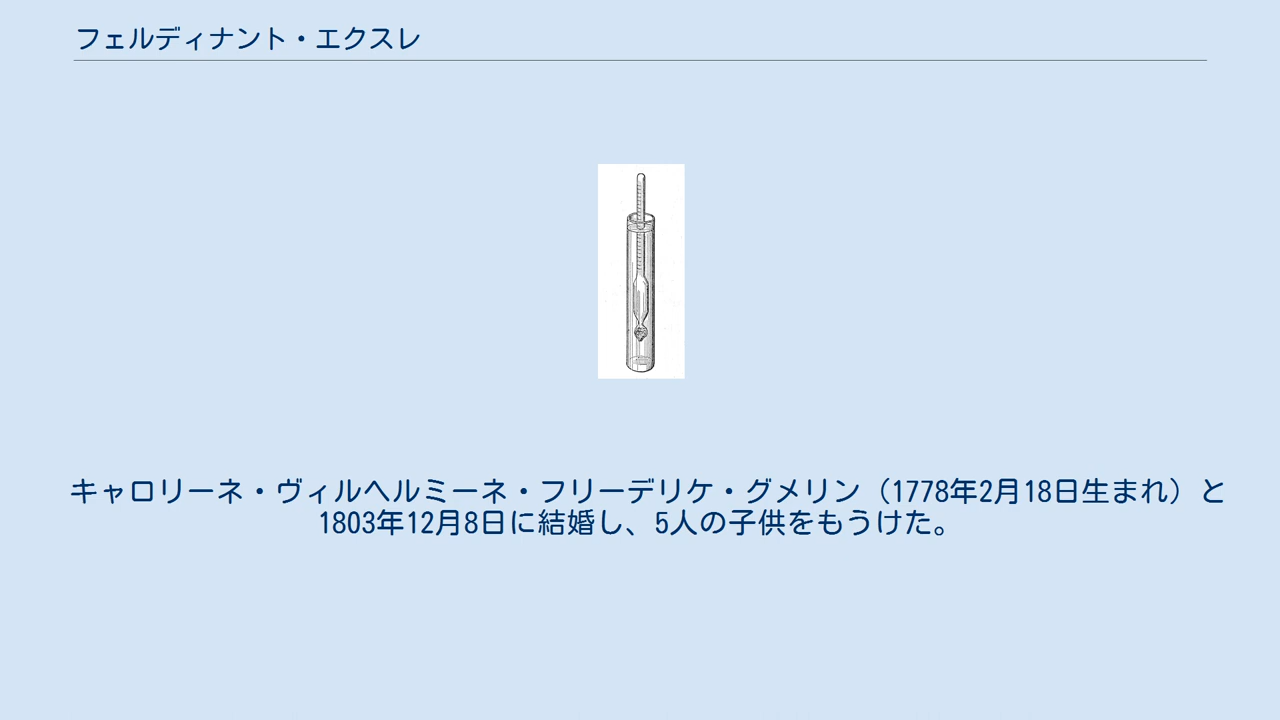 フェルディナント・エクスレ
キャロリーネ・ヴィルヘルミーネ・フリーデリケ・グメリン（1778年2月18日生まれ）と
1803年12月8日に結婚し、5人の子供をもうけた。